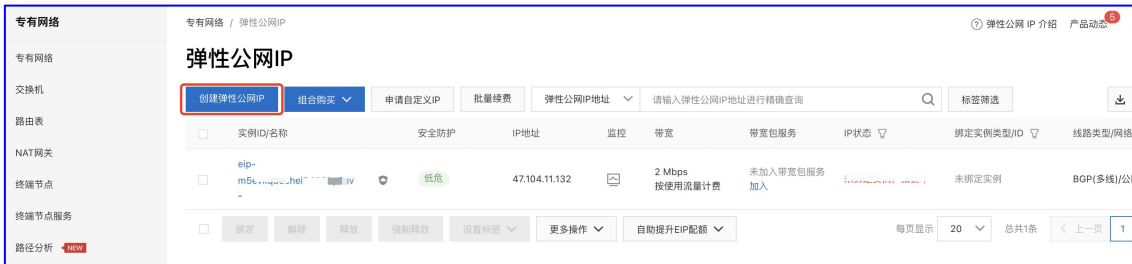 专有网络
专有网络 / 弹性公网IP
弹性公网 IP 介绍 产品动态 5
专有网络
弹性公网IP
交换机
创建弹性公网IP 组合购买 申请自定义IP 批量续费 弹性公网IP地址 请输入弹性公网IP地址进行精确查询 标签筛选
路由表
实例ID/名称 安全防护 IP地址 监控 带宽 带宽包服务 IP状态 绑定实例类型/ID 线路类型/网络
NAT网关
eip-
低危 47.104.11.132 2 Mbps 未加入带宽包服务 未绑定实例 BGP(多线)/公
按使用流量计费 加入
-
终端节点
终端节点服务
绑定 解除 释放 强制释放 设置标签 更多操作 自助提升EIP配额 每页显示 20 总共1条 上一页 1
路径分析 NEW